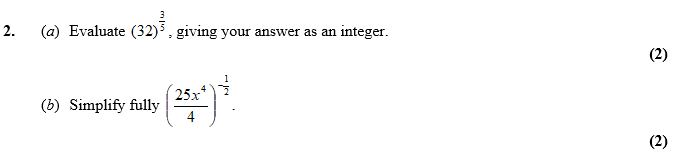 2. (a) Evaluate (32)^{3/5}, giving your answer as an integer.
(2)
(b) Simplify fully (25x^4/4)^{-1/2}.
(2)